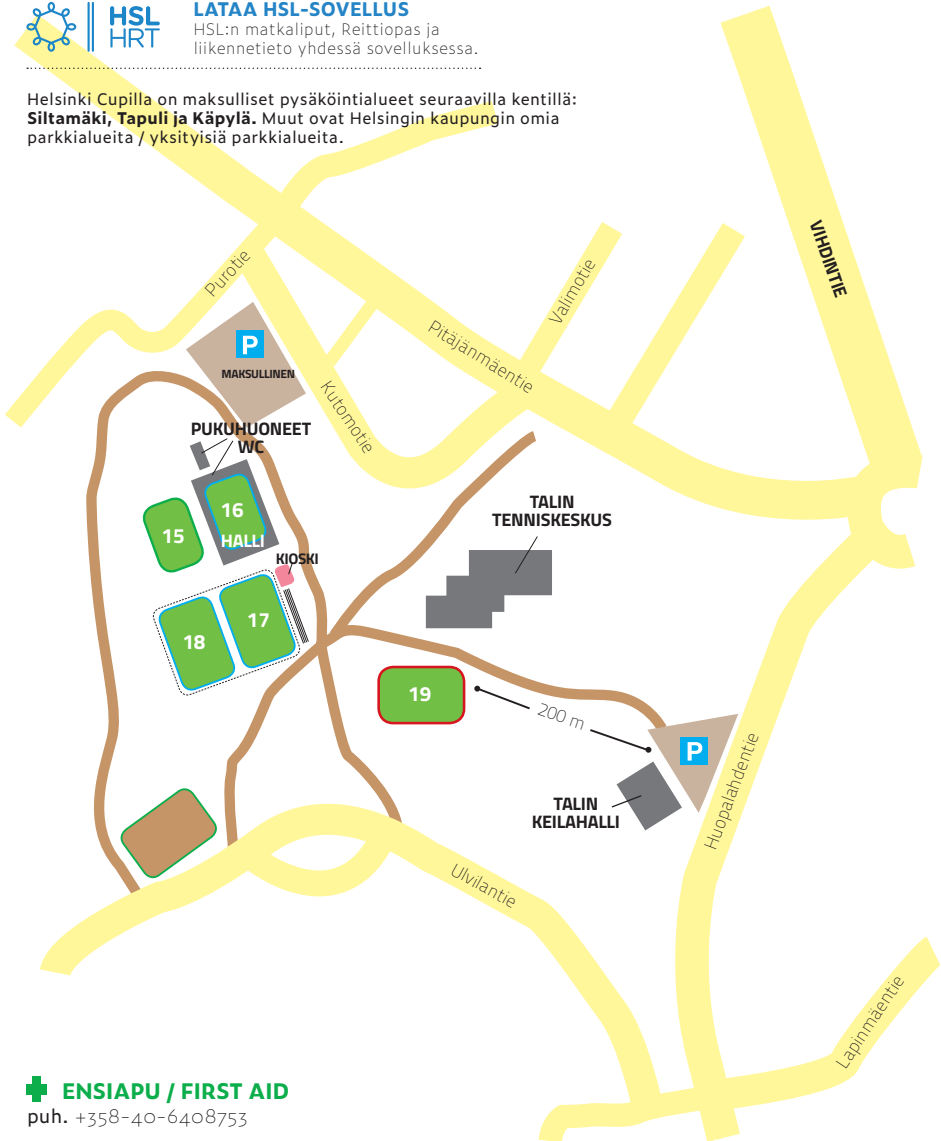 HSL
HRT
LATAA HSL-SOVELLUS
HSL:n matkaliput, Reittiopas ja
liikennetieto yhdessä sovelluksessa.
Helsinki Cupilla on maksulliset pysäköintialueet seuraavilla kentillä:
Siltamäki, Tapuli ja Käpylä. Muut ovat Helsingin kaupungin omia
parkkialueita / yksityisiä parkkialueita.
VIHDINTIE
Purotie
Valimotie
Pitäjänmäentie
P
MAKSULLINEN
Kutomotie
PUKUHUONEET
WC
16
HALLI
15
TALIN
TENNISKESKUS
KIOSKI
17
18
19
200 m
P
Huopalahdentie
TALIN
KEILAHALLI
Ulvilantie
Lapinmäentie
ENSIAPU / FIRST AID
puh. +358-40-6408753